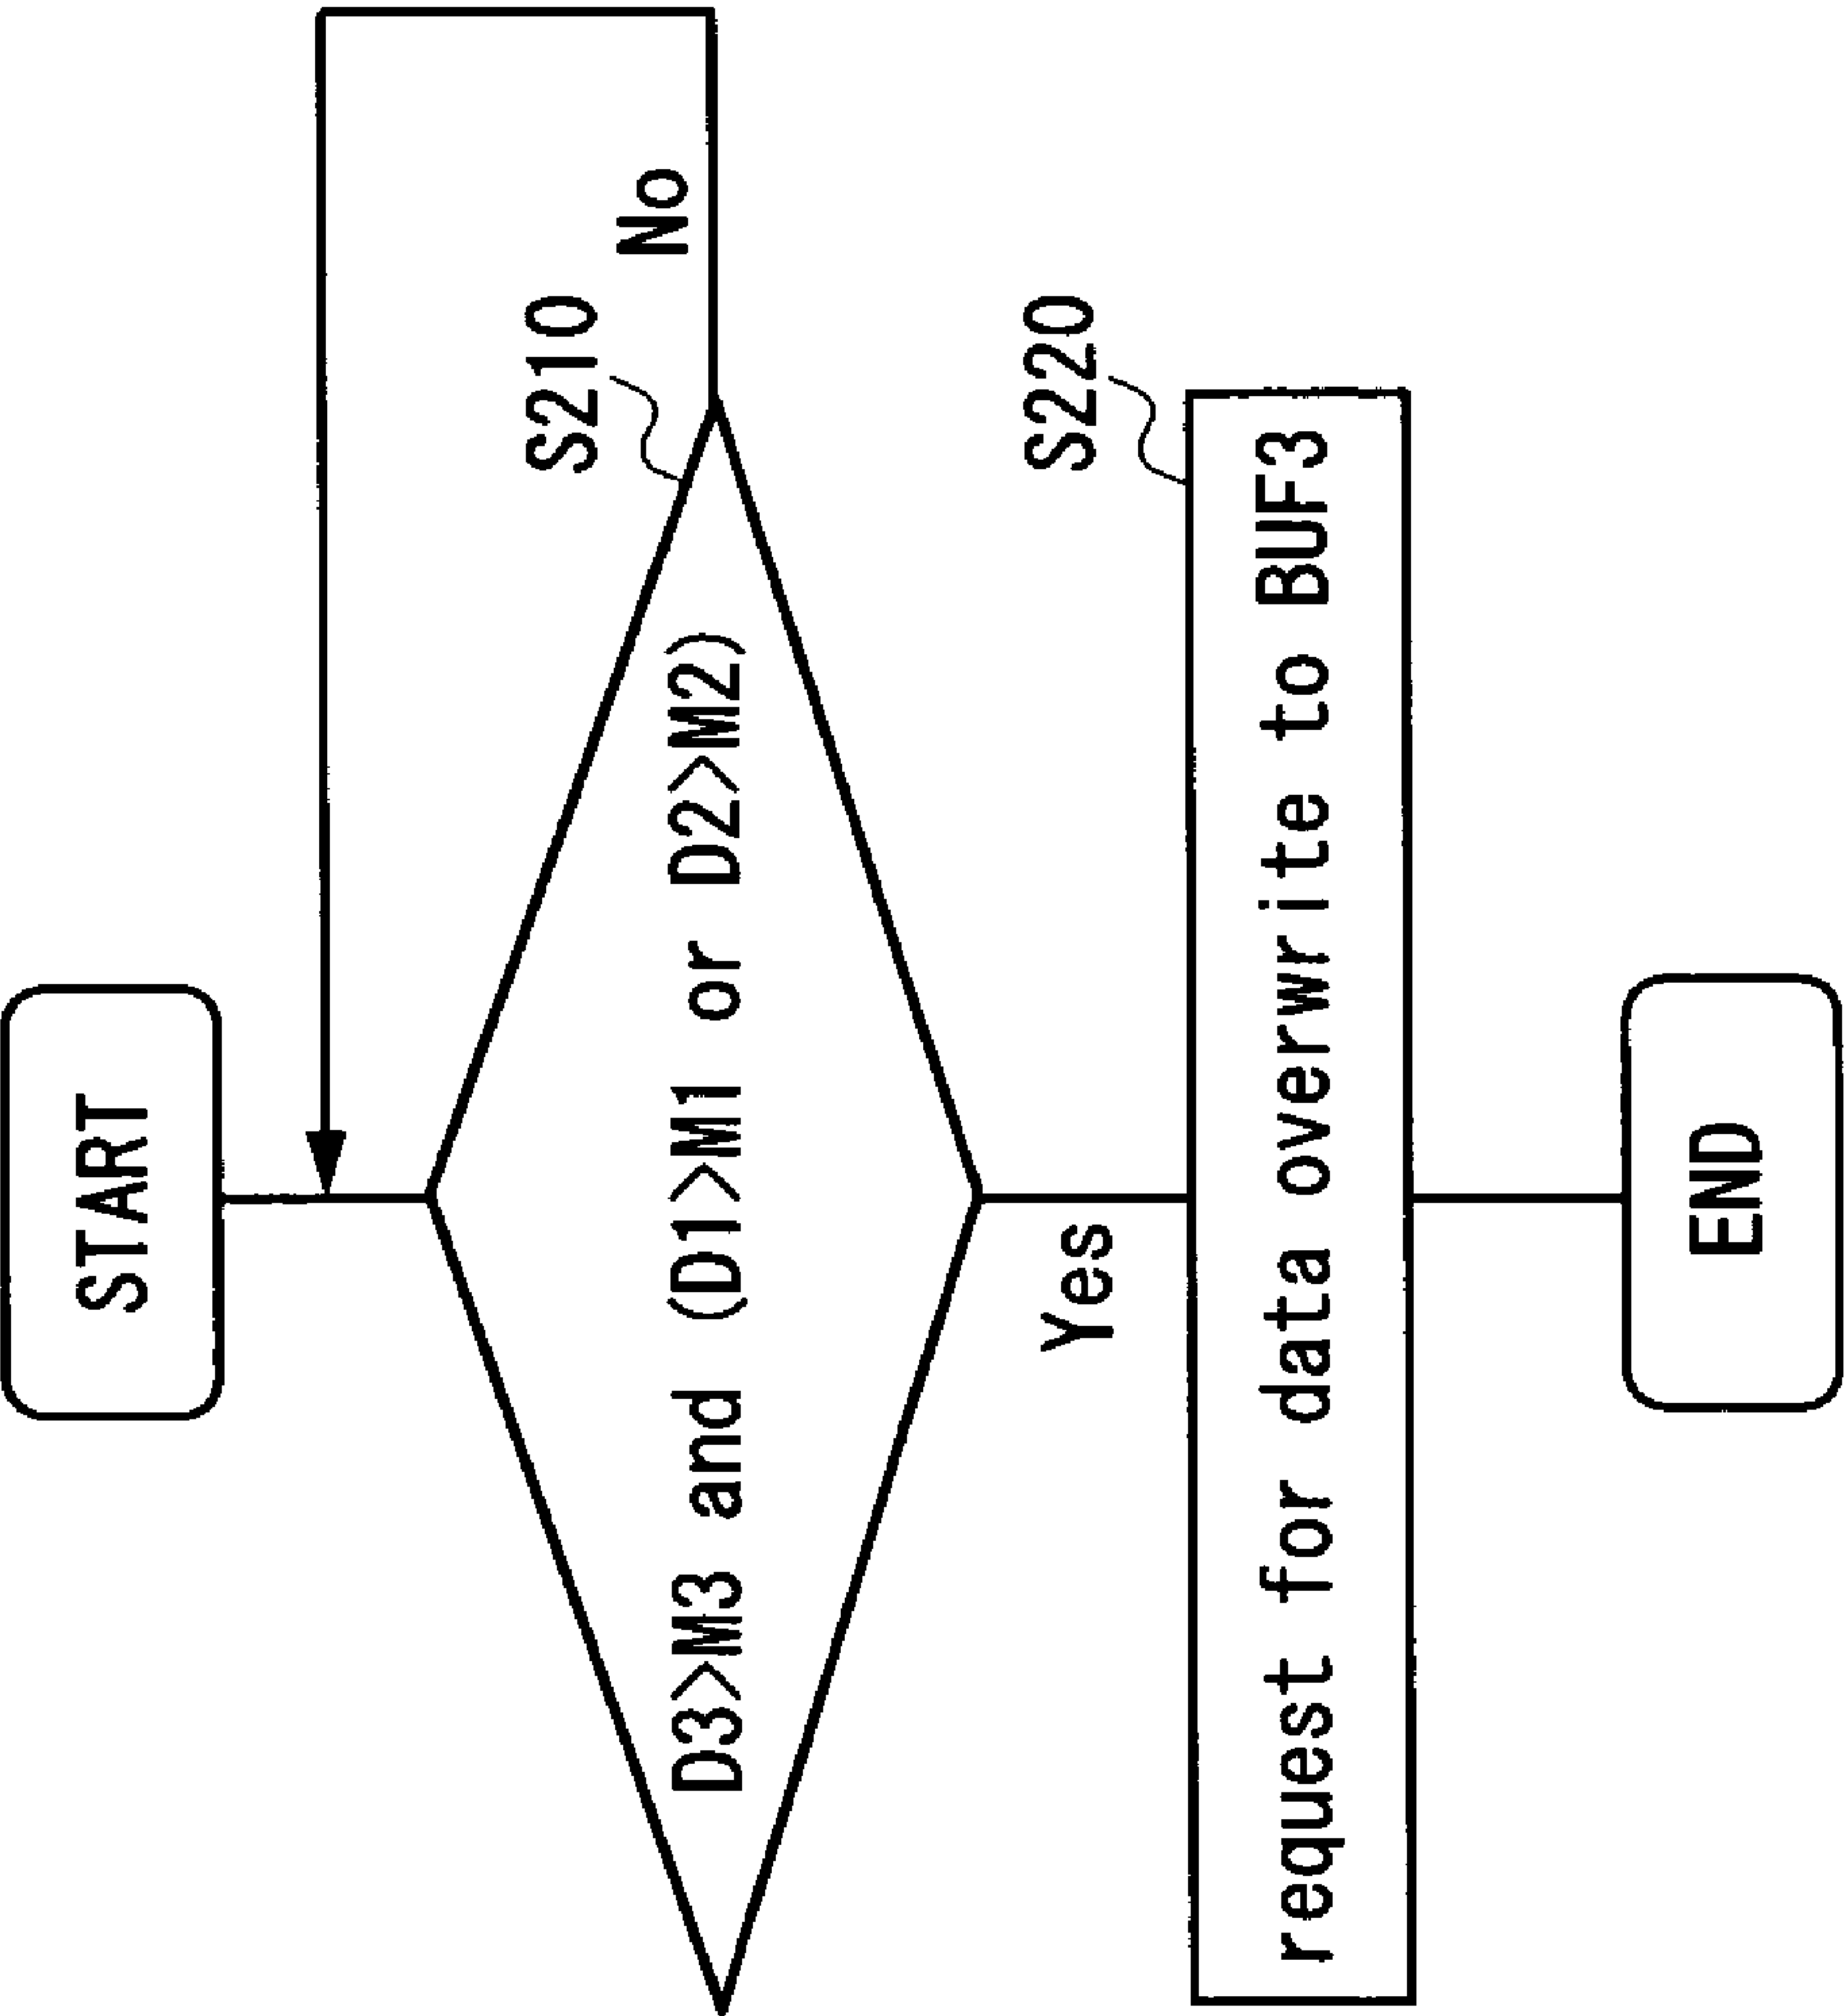 START
S210
D3>M3 and (D1>M1 or D2>M2)
No
Yes
S220
request for data overwrite to BUF3
END